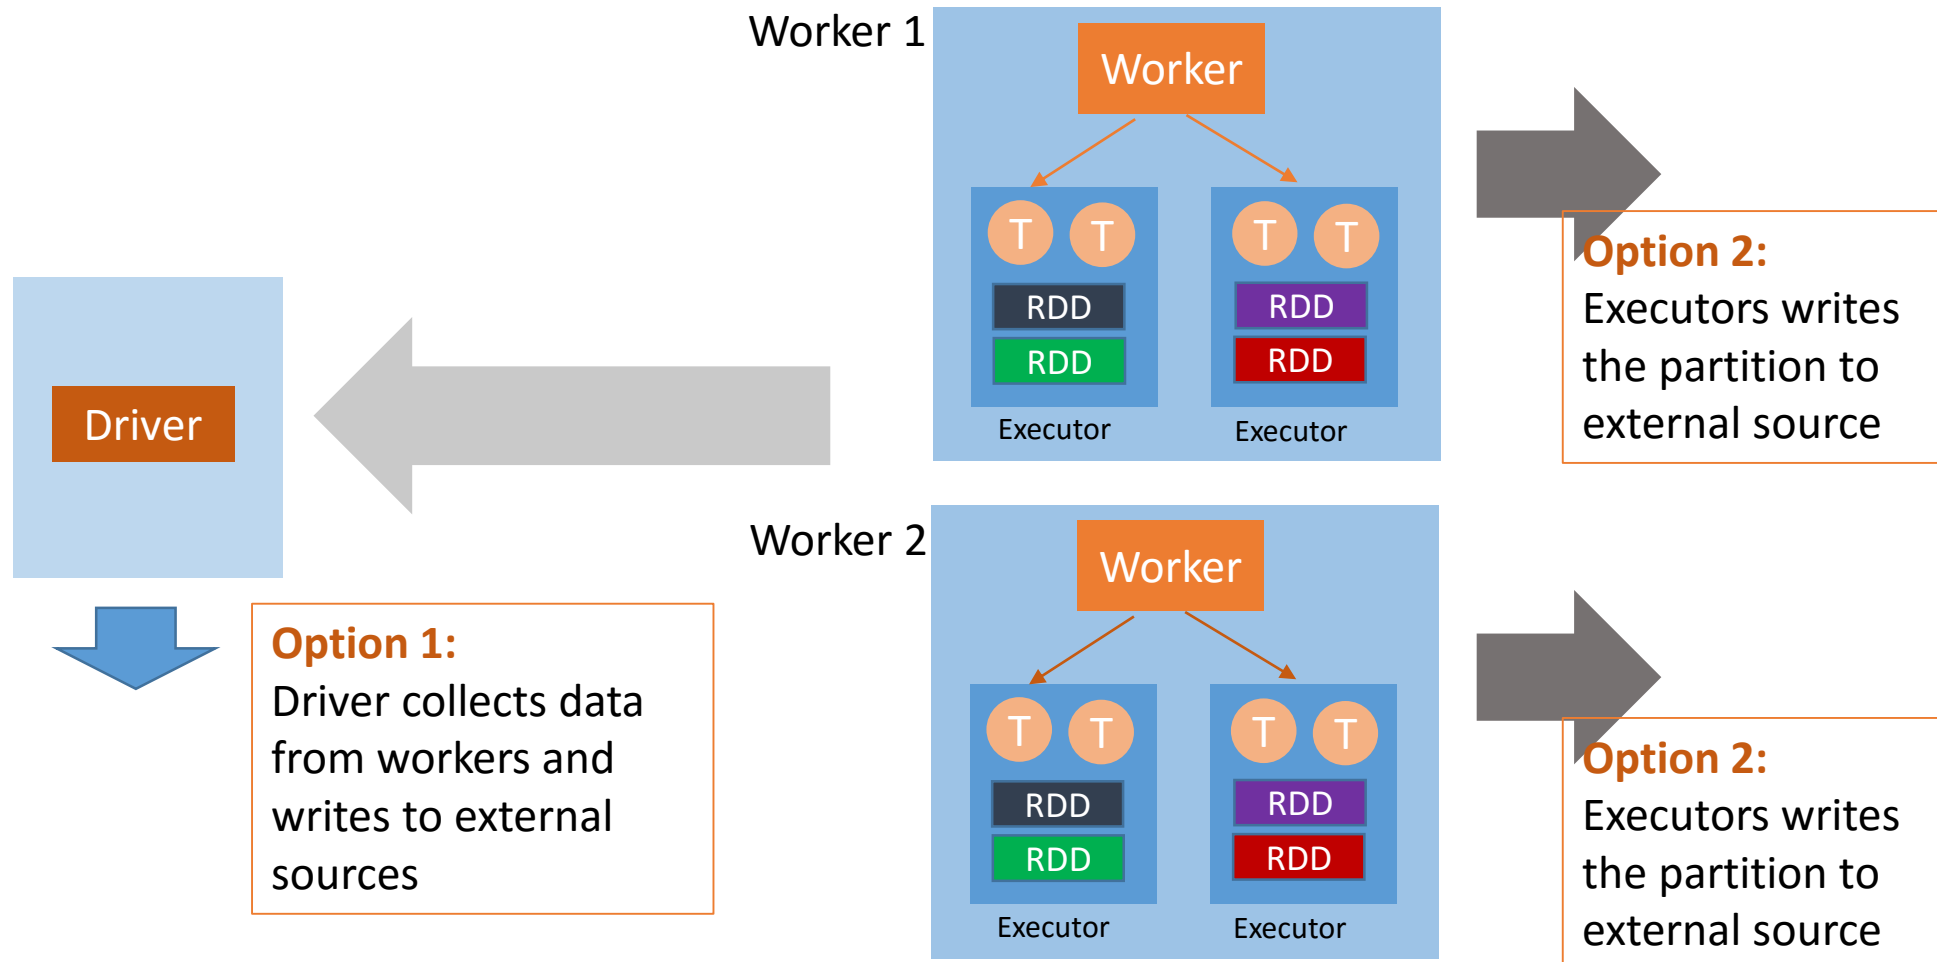 Worker 1
Worker
T T T T
RDD RDD
RDD RDD
Executor Executor
Option 2:
Executors writes
the partition to
external source
Driver
Option 1:
Driver collects data
from workers and
writes to external
sources
Worker 2
Worker
T T T T
RDD RDD
RDD RDD
Executor Executor
Option 2:
Executors writes
the partition to
external source